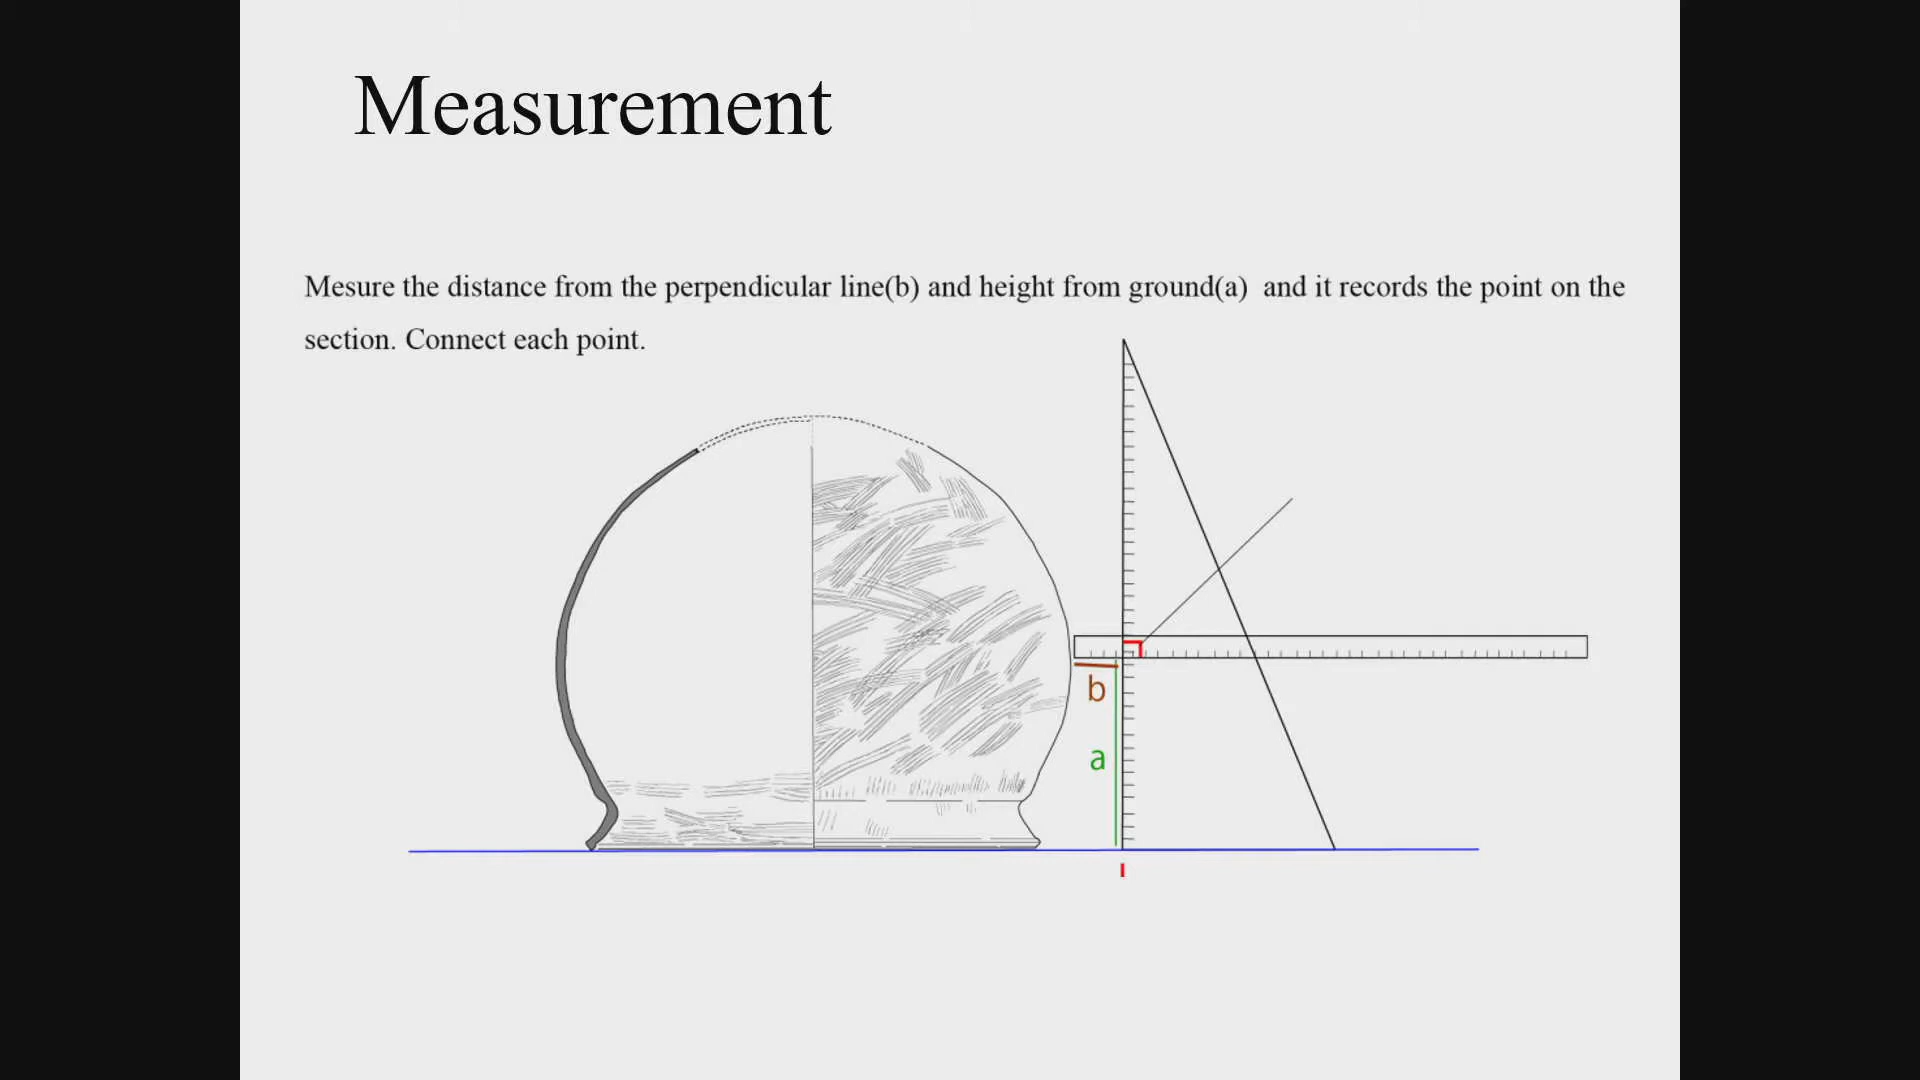 Measurement
Mesure the distance from the perpendicular line(b) and height from ground(a) and it records the point on the
section. Connect each point.
b
a